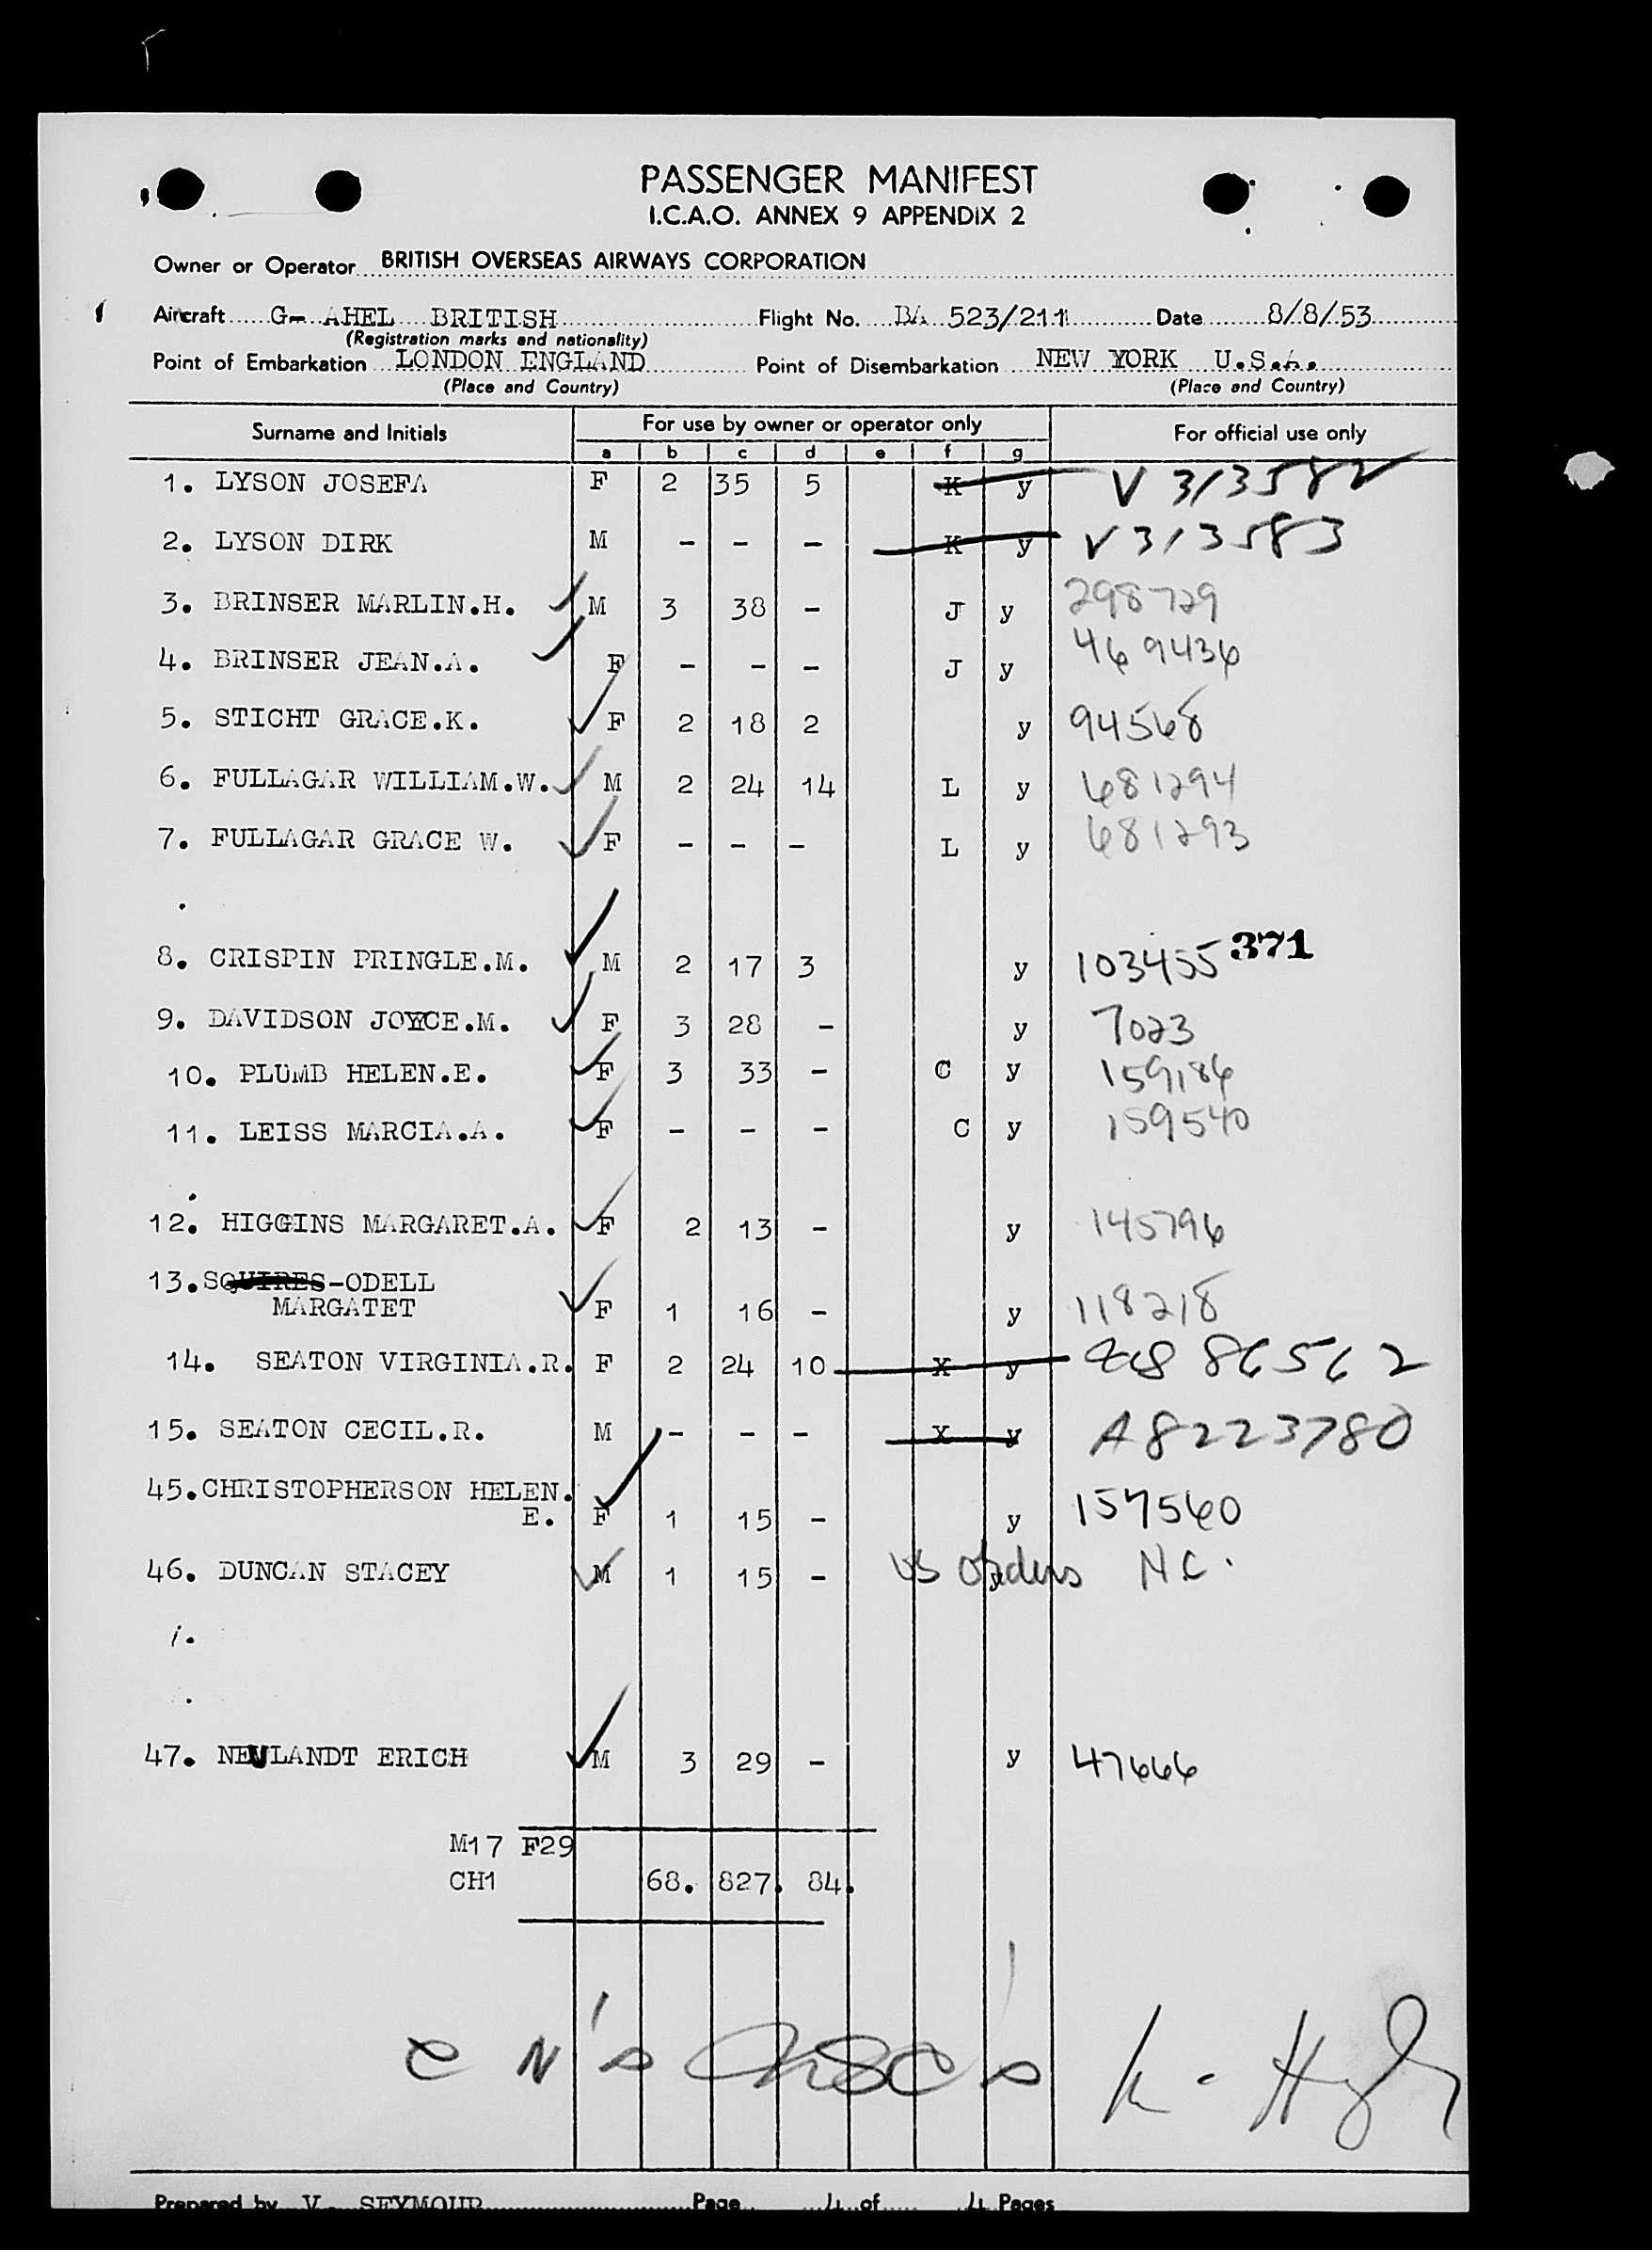 PASSENGER MANIFEST
I.C.A.O. ANNEX 9 APPENDIX 2
Owner or Operator BRITISH OVERSEAS AIRWAYS CORPORATION
Aircraft G- AHEL BRITISH Flight No. BA 523/211 Date 8/8/53
(Registration marks and nationality)
Point of Embarkation LONDON ENGLAND Point of Disembarkation NEW YORK U.S.A.
(Place and Country) (Place and Country)
Surname and Initials For use by owner or operator only For official use only
a b c d e f g
1. LYSON JOSEFA F 2 35 5 K y V 313582
2. LYSON DIRK M - - - K y V 313583
3. BRINSER MARLIN.H. M 3 38 - J y 298729
4. BRINSER JEAN.A. F - - - J y 469436
5. STICHT GRACE.K. F 2 18 2 y 94568
6. FULLAGAR WILLIAM.W. M 2 24 14 L y 681294
7. FULLAGAR GRACE W. F - - - L y 681293
.
8. CRISPIN PRINGLE.M. M 2 17 3 y 103455 371
9. DAVIDSON JOYCE.M. F 3 28 - y 7023
10. PLUMB HELEN.E. F 3 33 - C y 159186
11. LEISS MARCIA.A. F - - - C y 159540
.
12. HIGGINS MARGARET.A. F 2 13 - y 145796
13. SQUIRES-ODELL
MARGATET F 1 16 - y 118218
14. SEATON VIRGINIA.R. F 2 24 10 X y 86562
15. SEATON CECIL.R. M - - - X y A8223780
45. CHRISTOPHERSON HELEN.
E. F 1 15 - y 157560
46. DUNCAN STACEY M 1 15 - y US Orders N.C.
.
.
47. NEULANDT ERICH M 3 29 - y 47666
M17 F29
CH1 68. 827. 84.
Prepared by V. SEYMOUR Page 4 of 4 Pages